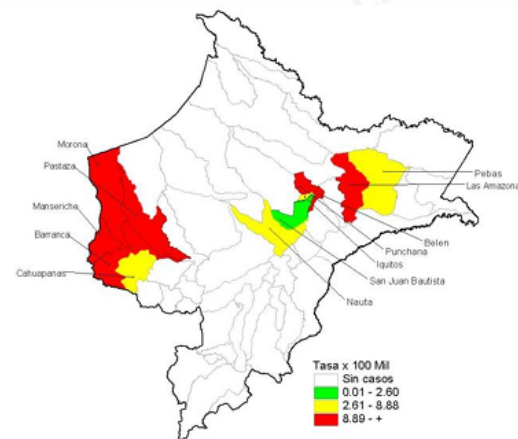 Morona
Pastaza
Manseriche
Barranca
Cahuapanas
Pebas
Las Amazona
Belen
Punchana
Iquitos
San Juan Bautista
Nauta
Tasa x 100 Mil
Sin casos
0.01 - 2.60
2.61 - 8.88
8.89 - +